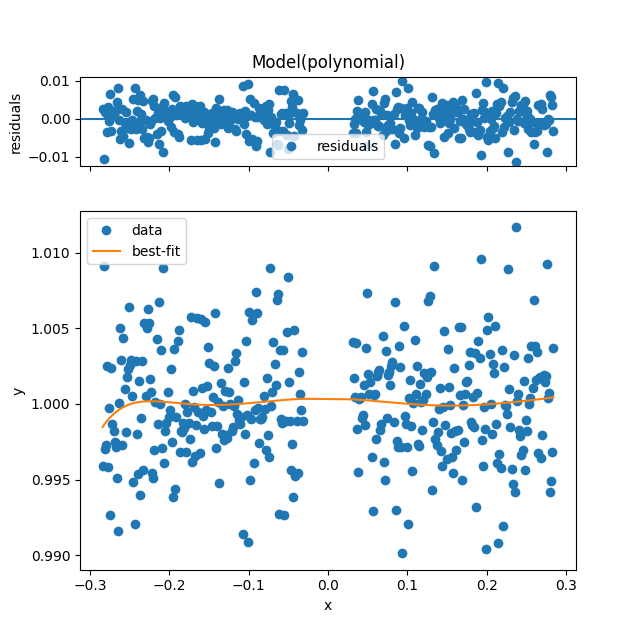 Model(polynomial)
0.01
0.00
−0.01
residuals
residuals
data
best-fit
1.010
1.005
1.000
0.995
0.990
y
−0.3 −0.2 −0.1 0.0 0.1 0.2 0.3
x